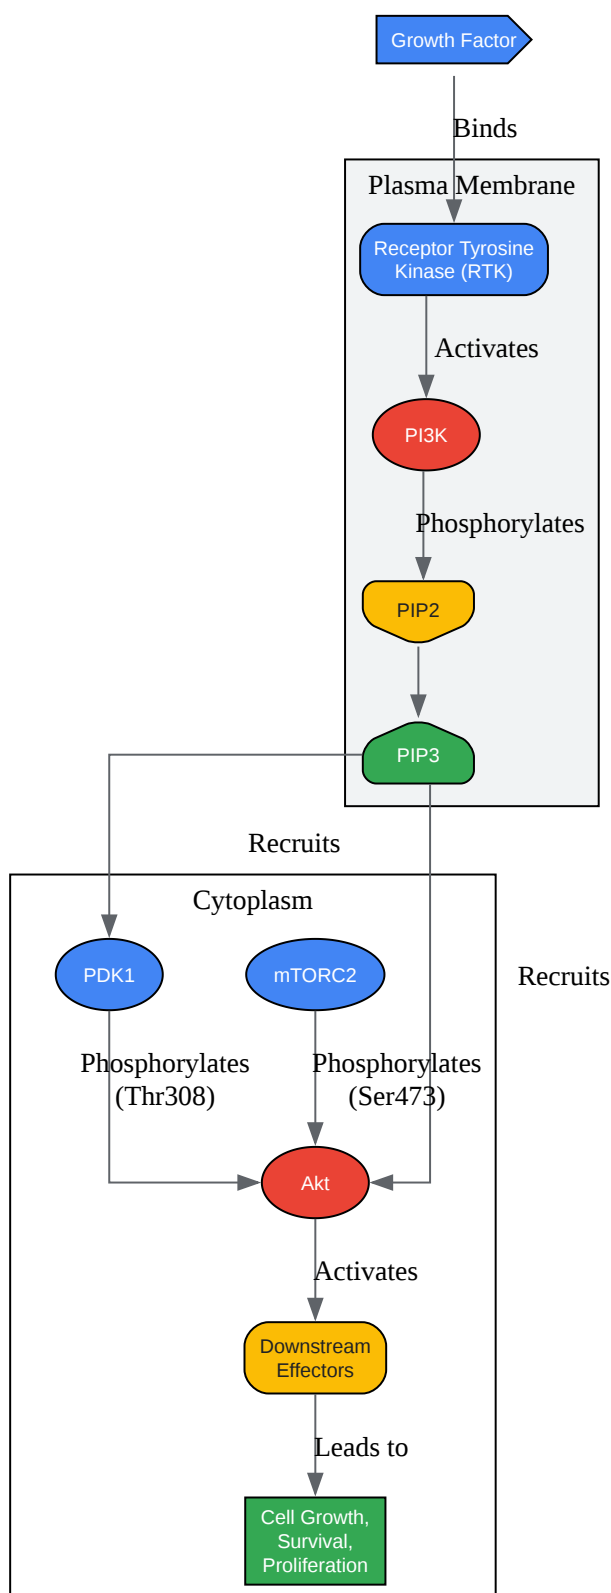 Growth Factor
Binds
Plasma Membrane
Receptor Tyrosine
Kinase (RTK)
Activates
PI3K
Phosphorylates
PIP2
PIP3
Recruits
Cytoplasm
PDK1
mTORC2
Recruits
Phosphorylates
(Thr308)
Phosphorylates
(Ser473)
Akt
Activates
Downstream
Effectors
Leads to
Cell Growth,
Survival,
Proliferation